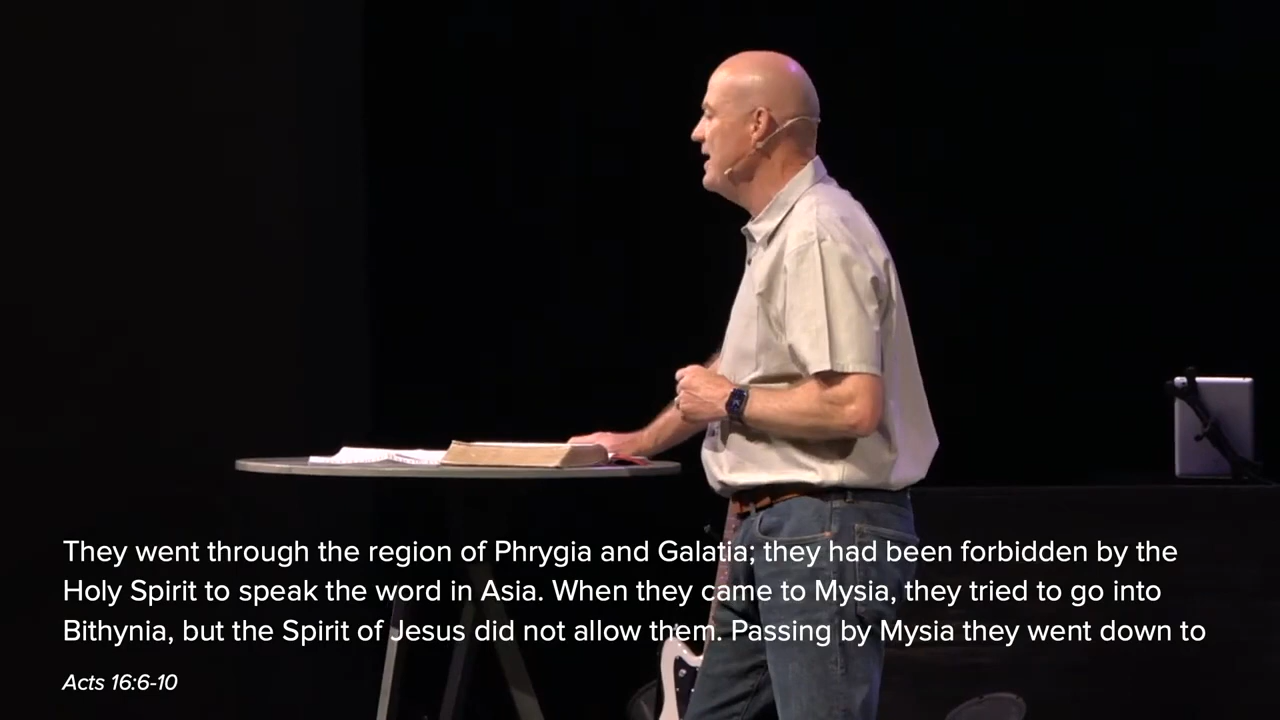 They went through the region of Phrygia and Galatia; they had been forbidden by the
Holy Spirit to speak the word in Asia. When they came to Mysia, they tried to go into
Bithynia, but the Spirit of Jesus did not allow them. Passing by Mysia they went down to
Acts 16:6-10